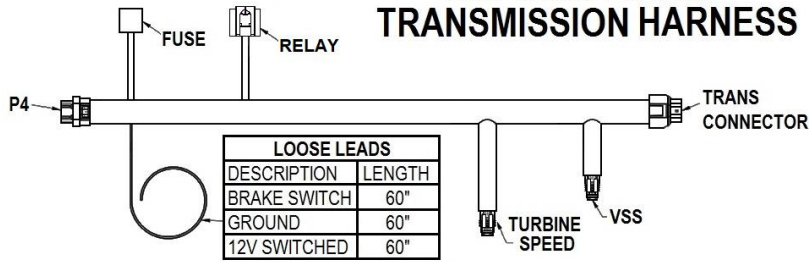 TRANSMISSION HARNESS
FUSE
RELAY
P4
TRANS
CONNECTOR
LOOSE LEADS
DESCRIPTION LENGTH
BRAKE SWITCH 60"
GROUND 60"
12V SWITCHED 60"
TURBINE
SPEED
VSS